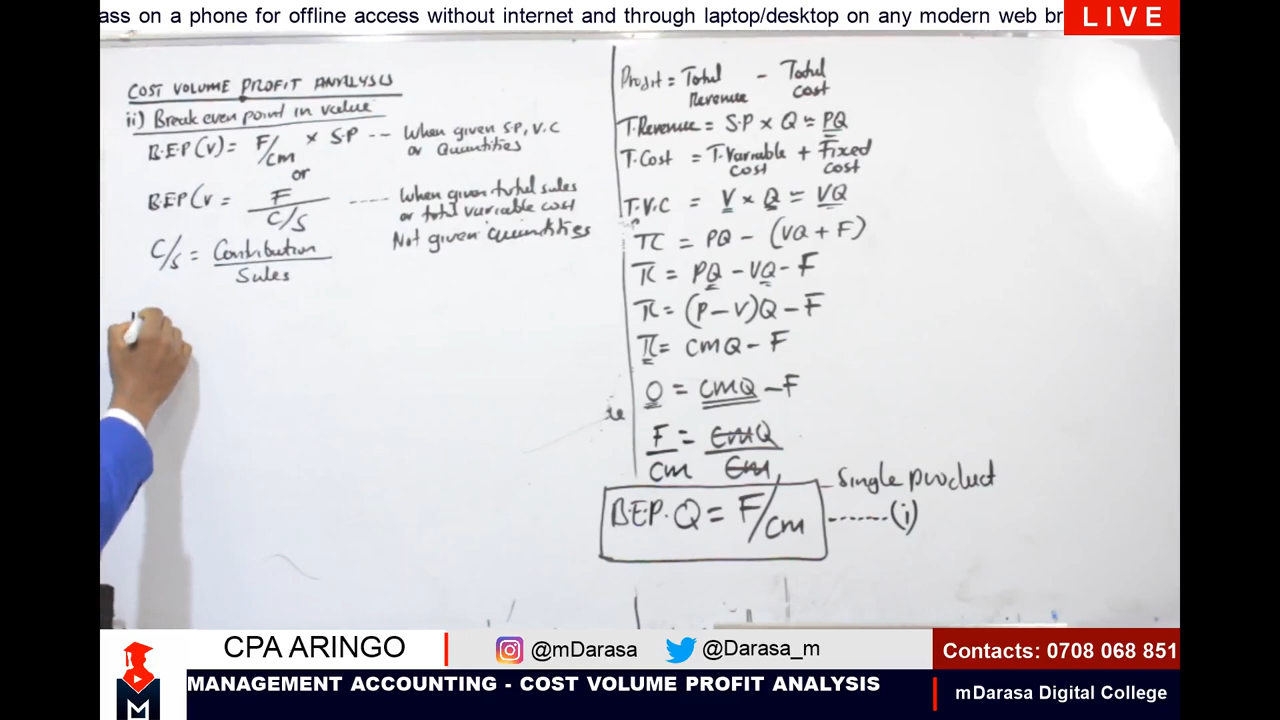 ass on a phone for offline access without internet and through laptop/desktop on any modern web br
LIVE
COST VOLUME PROFIT ANALYSIS
ii) Break even point in value
B.E.P(V) = F/cm × S.P --- When given S.P, V.C
or Quantities
or
BEP(V = F / C/S ---- When given total sales
or total variable cost
Not given quantities
C/S = Contribution
Sales
Profit = Total Revenue - Total cost
T.Revenue = S.P × Q = PQ
T.Cost = T.Variable cost + Fixed cost
T.V.C = V × Q = VQ
π = PQ - (VQ + F)
π = PQ - VQ - F
π = (P - V)Q - F
π = CMQ - F
0 = CMQ - F
F/cm = CMQ/CM
B.E.P.Q = F/cm
Single product
------(i)
CPA ARINGO
@mDarasa
@Darasa_m
Contacts: 0708 068 851
MANAGEMENT ACCOUNTING - COST VOLUME PROFIT ANALYSIS
mDarasa Digital College